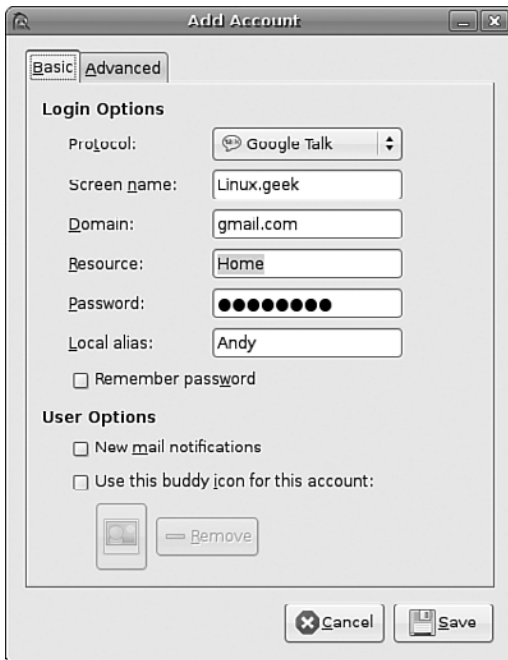 Add Account
Basic Advanced
Login Options
Protocol: Google Talk
Screen name: Linux.geek
Domain: gmail.com
Resource: Home
Password: ●●●●●●●●
Local alias: Andy
Remember password
User Options
New mail notifications
Use this buddy icon for this account:
Remove
Cancel Save